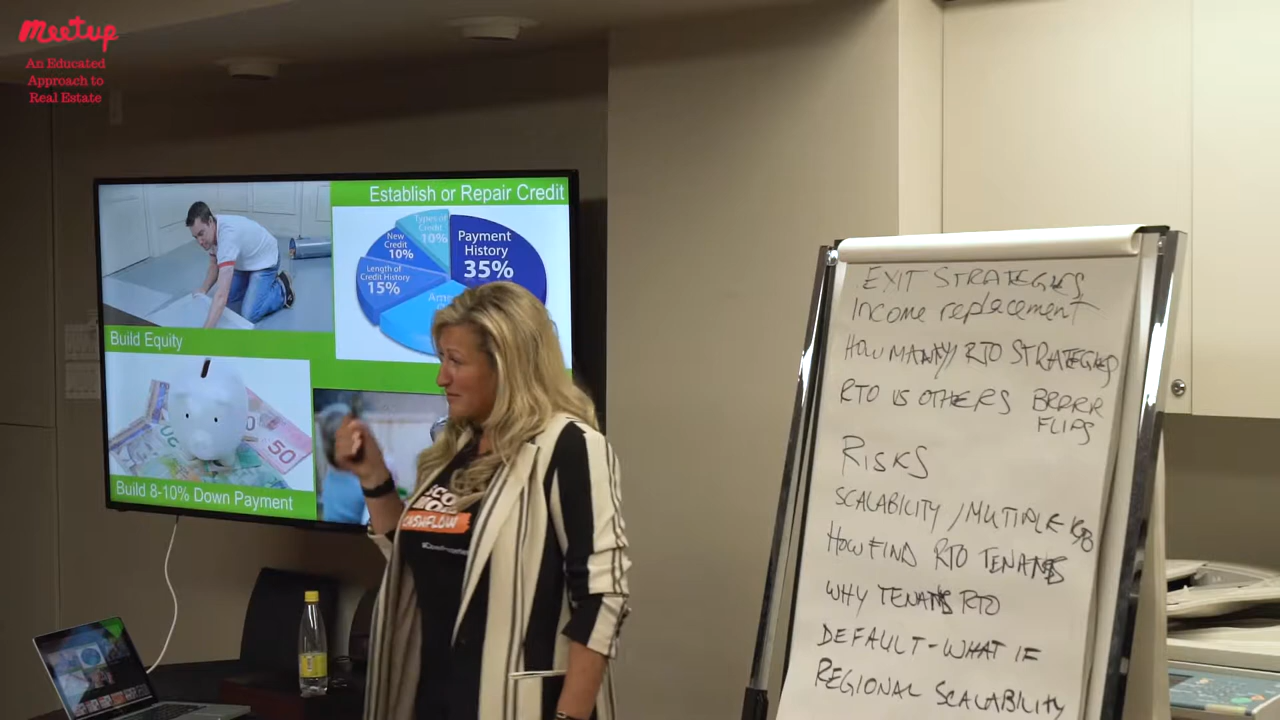 Meetup
An Educated
Approach to
Real Estate
Establish or Repair Credit
Types of
Credit
10%
New
Credit
10%
Payment
History
35%
Length of
Credit History
15%
Build Equity
50
Build 8-10% Down Payment
CASHFLOW
EXIT STRATEGIES
Income replacement
HOW MANY RTO STRATEGIES
RTO VS OTHERS BRRRR
FLIPS
RISKS
SCALABILITY / MULTIPLE RTO
HOW FIND RTO TENANTS
WHY TENANTS RTO
DEFAULT - WHAT IF
REGIONAL SCALABILITY